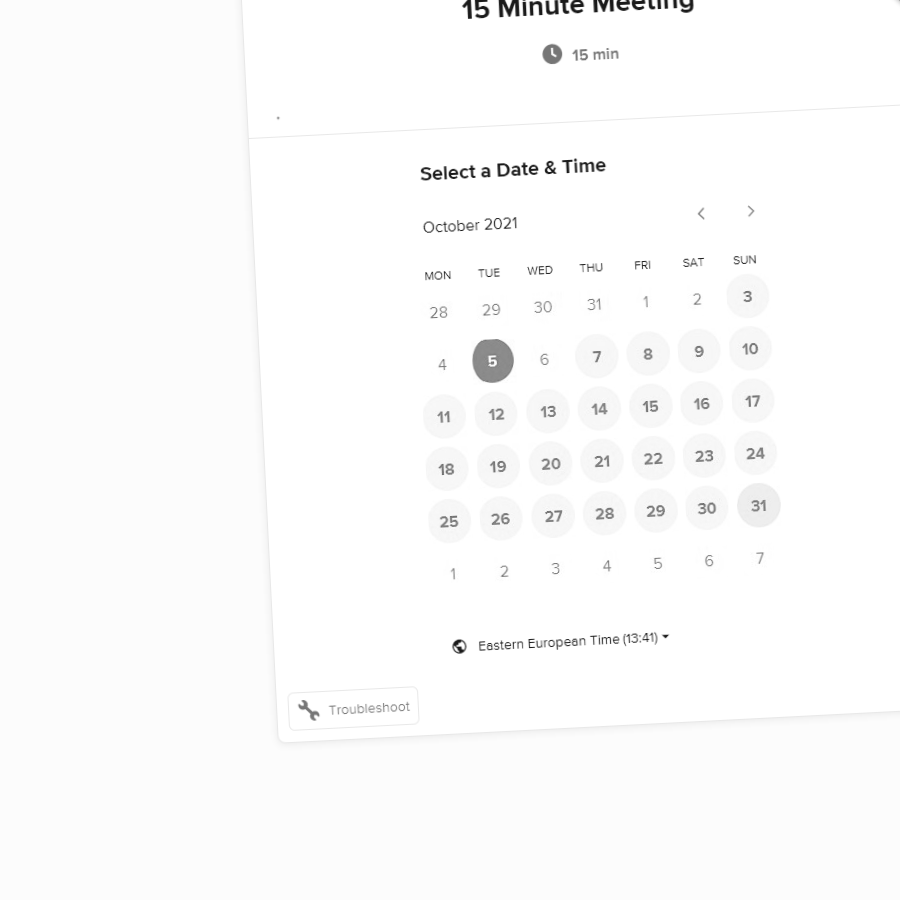 15 Minute Meeting
15 min
Select a Date & Time
October 2021
MON TUE WED THU FRI SAT SUN
28 29 30 31 1 2 3
4 5 6 7 8 9 10
11 12 13 14 15 16 17
18 19 20 21 22 23 24
25 26 27 28 29 30 31
1 2 3 4 5 6 7
Eastern European Time (13:41)
Troubleshoot